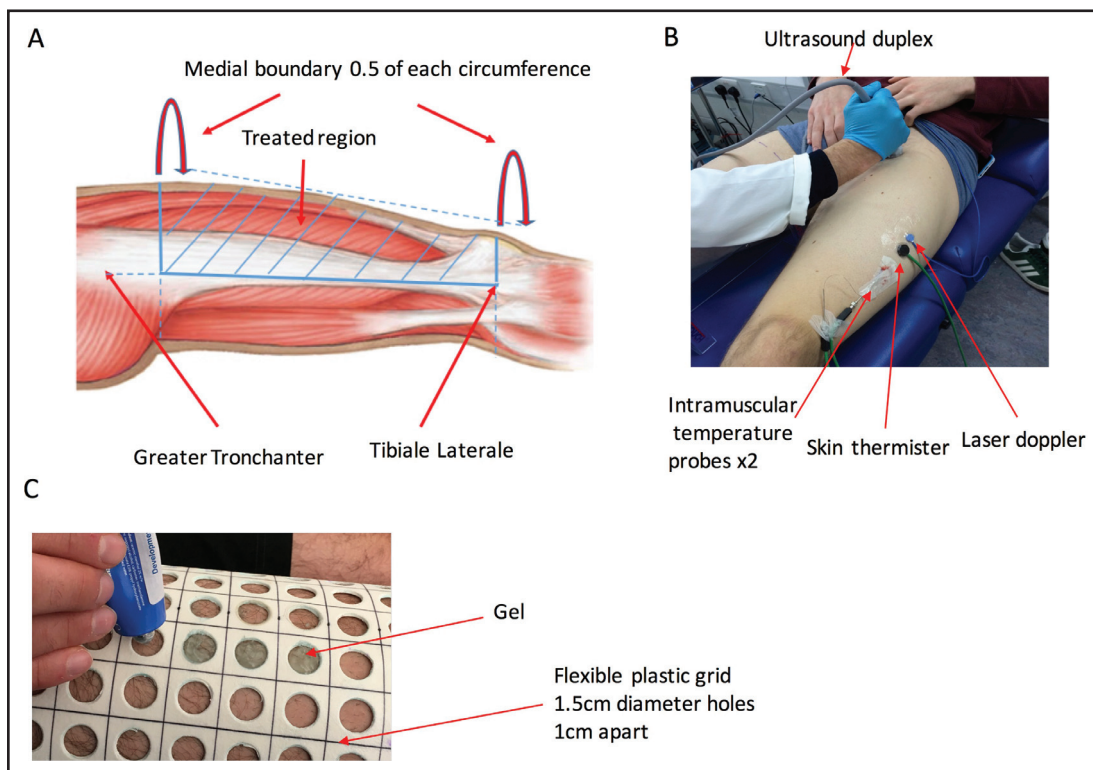 A
Medial boundary 0.5 of each circumference
Treated region
Greater Tronchanter
Tibiale Laterale
B
Ultrasound duplex
Intramuscular
temperature
probes x2
Skin thermister
Laser doppler
C
Developmen
Gel
Flexible plastic grid
1.5cm diameter holes
1cm apart